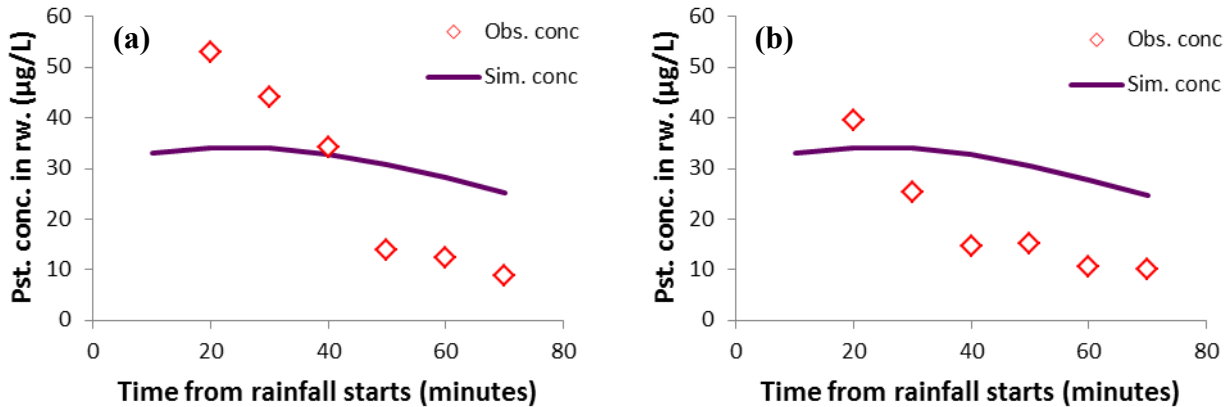 (a)
Obs. conc
Sim. conc
Pst. conc. in rw. (µg/L)
60
50
40
30
20
10
0
0 20 40 60 80
Time from rainfall starts (minutes)
(b)
Obs. conc
Sim. conc
Pst. conc. in rw. (µg/L)
60
50
40
30
20
10
0
0 20 40 60 80
Time from rainfall starts (minutes)